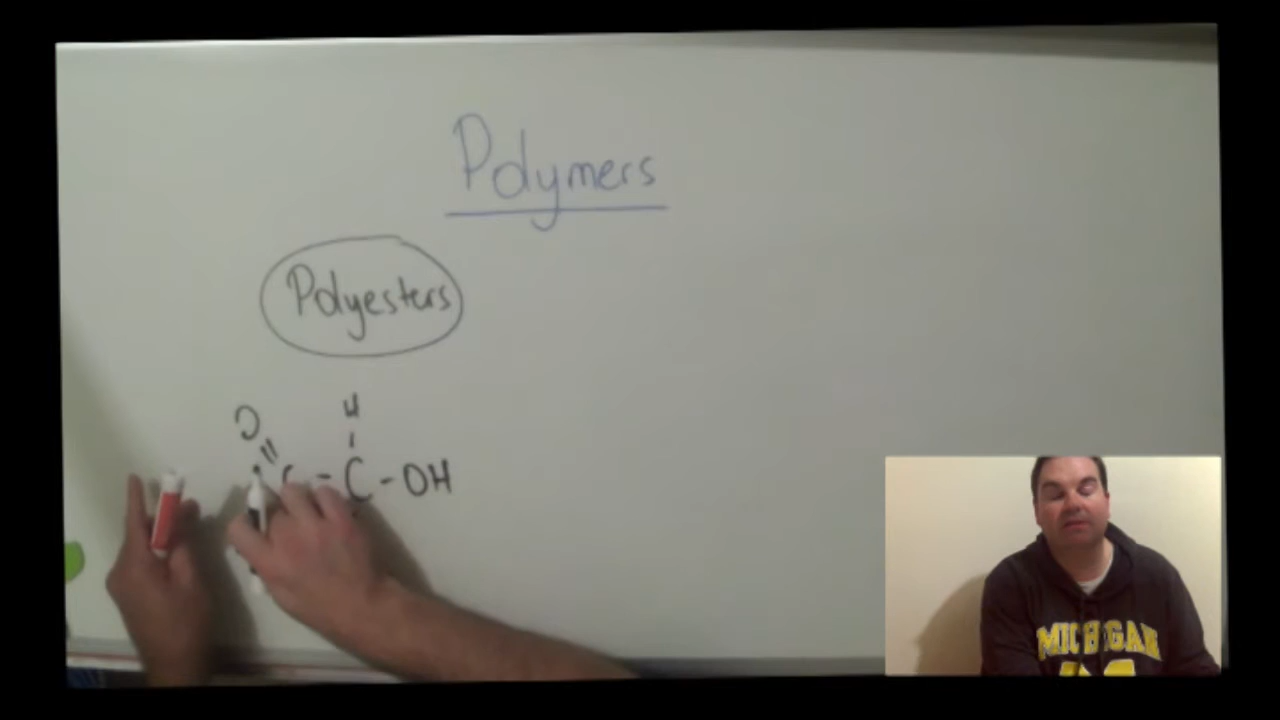 Polymers
Polyesters
O H
C - C - OH
MICHIGAN